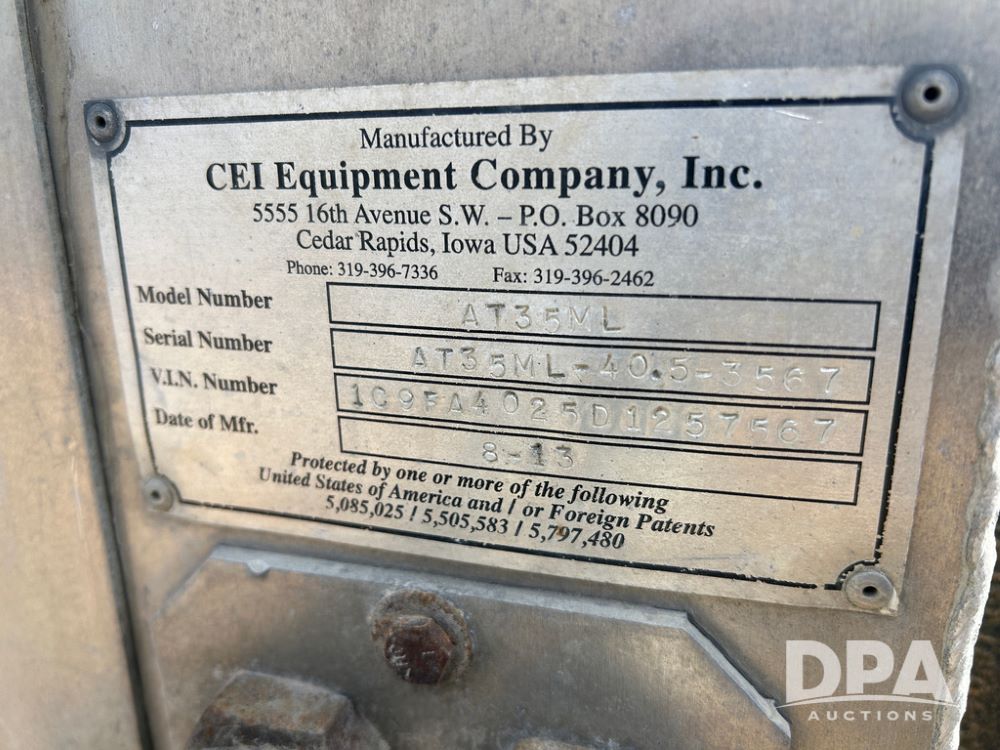 Manufactured By
CEI Equipment Company, Inc.
5555 16th Avenue S.W. – P.O. Box 8090
Cedar Rapids, Iowa USA 52404
Phone: 319-396-7336 Fax: 319-396-2462
Model Number AT35ML
Serial Number AT35ML-40.5-3567
V.I.N. Number 1C9FA4025D1257567
Date of Mfr. 8-13
Protected by one or more of the following
United States of America and / or Foreign Patents
5,085,025 / 5,505,583 / 5,797,480
DPA
AUCTIONS